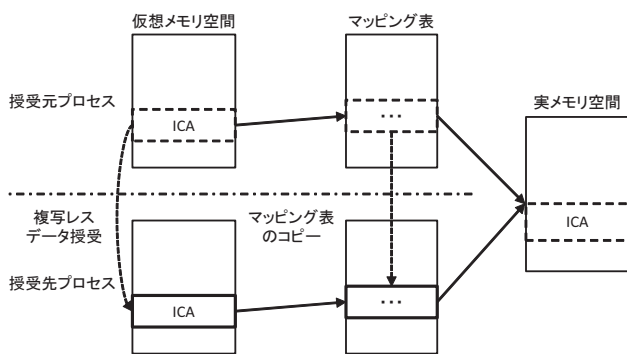 仮想メモリ空間
マッピング表
授受元プロセス
ICA
…
実メモリ空間
ICA
複写レス
データ授受
マッピング表
のコピー
授受先プロセス
ICA
…